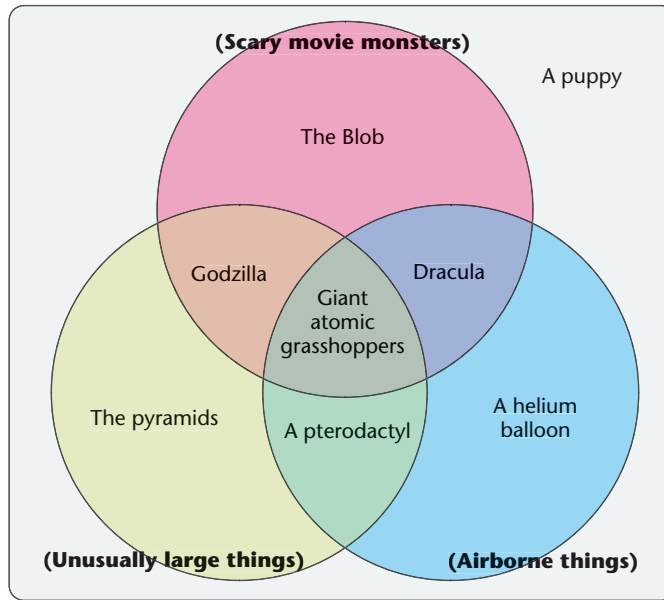 (Scary movie monsters)
A puppy
The Blob
Godzilla
Dracula
Giant
atomic
grasshoppers
The pyramids
A pterodactyl
A helium
balloon
(Unusually large things)
(Airborne things)